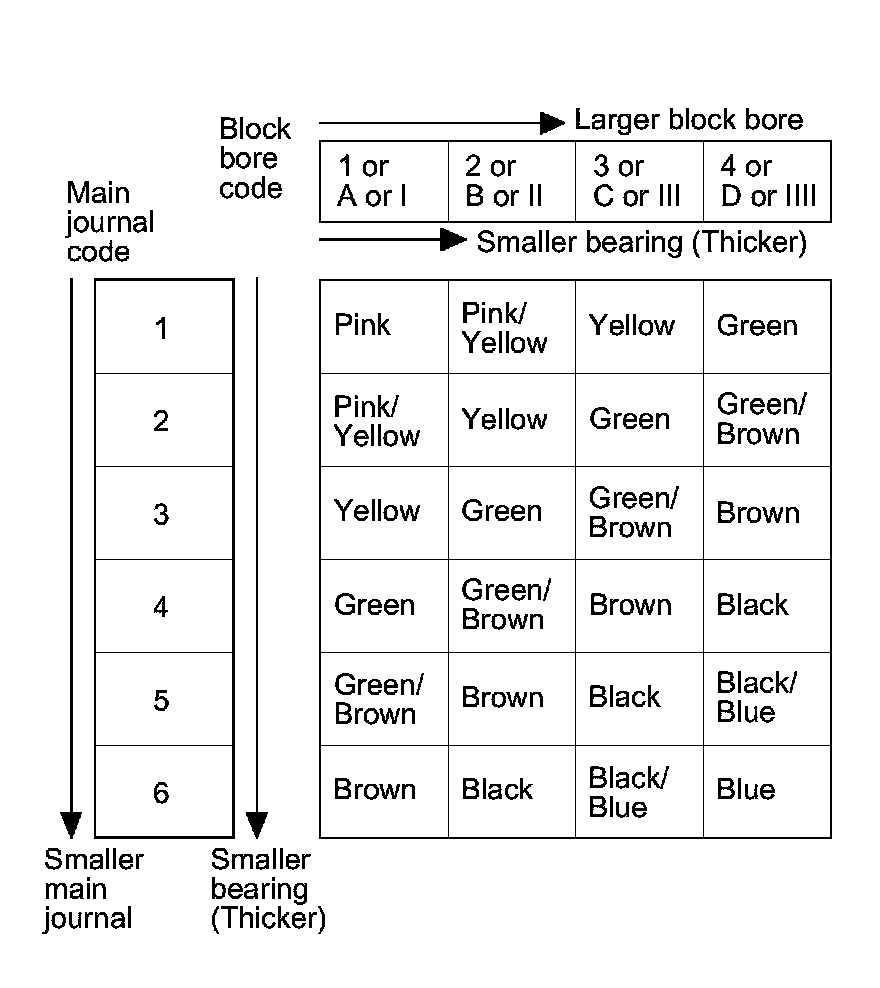 Block
bore
code
Larger block bore
1 or
A or I
2 or
B or II
3 or
C or III
4 or
D or IIII
Main
journal
code
Smaller bearing (Thicker)
1
Pink
Pink/
Yellow
Yellow
Green
2
Pink/
Yellow
Yellow
Green
Green/
Brown
3
Yellow
Green
Green/
Brown
Brown
4
Green
Green/
Brown
Brown
Black
5
Green/
Brown
Brown
Black
Black/
Blue
6
Brown
Black
Black/
Blue
Blue
Smaller
main
journal
Smaller
bearing
(Thicker)